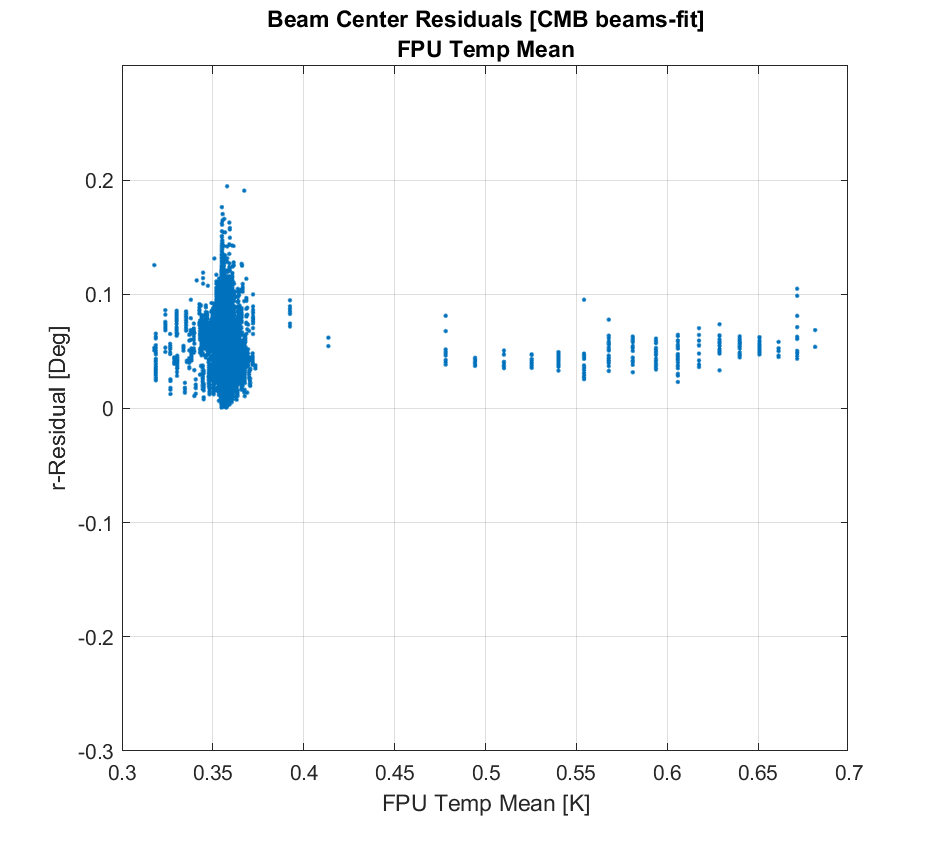 Beam Center Residuals [CMB beams-fit]
FPU Temp Mean
r-Residual [Deg]
0.2
0.1
0
-0.1
-0.2
-0.3
0.3 0.35 0.4 0.45 0.5 0.55 0.6 0.65 0.7
FPU Temp Mean [K]